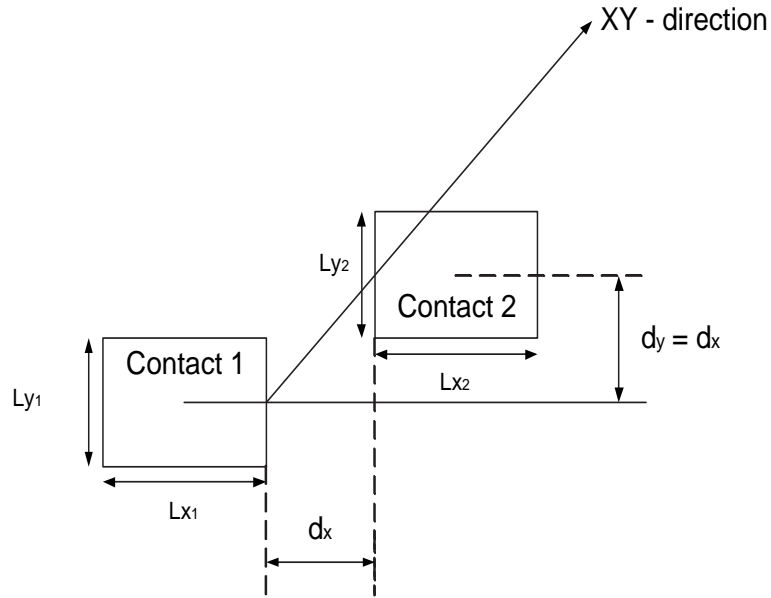 XY - direction
Ly2
Contact 2
Contact 1
dy = dx
Lx2
Ly1
Lx1
dx